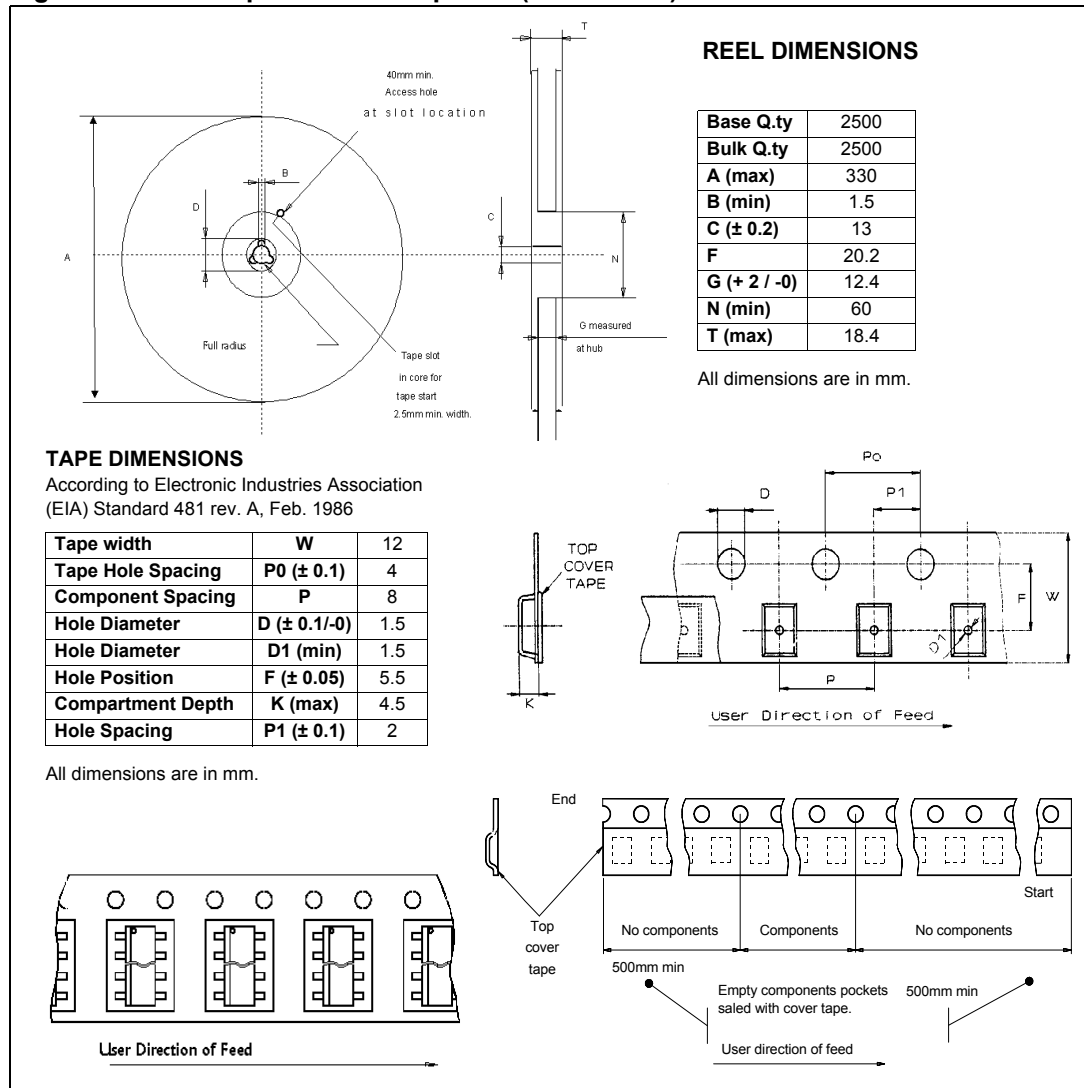 T
REEL DIMENSIONS
40mm min.
Access hole
at slot location
Base Q.ty 2500
Bulk Q.ty 2500
A (max) 330
B (min) 1.5
C (± 0.2) 13
F 20.2
G (+ 2 / -0) 12.4
N (min) 60
T (max) 18.4
All dimensions are in mm.
B
D
C
A
N
G measured
at hub
Full radius
Tape slot
in core for
tape start
2.5mm min. width.
TAPE DIMENSIONS
According to Electronic Industries Association
(EIA) Standard 481 rev. A, Feb. 1986
Tape width W 12
Tape Hole Spacing P0 (± 0.1) 4
Component Spacing P 8
Hole Diameter D (± 0.1/-0) 1.5
Hole Diameter D1 (min) 1.5
Hole Position F (± 0.05) 5.5
Compartment Depth K (max) 4.5
Hole Spacing P1 (± 0.1) 2
All dimensions are in mm.
Po
D
P1
TOP
COVER
TAPE
F
W
D1
P
K
User Direction of Feed
End
Start
Top
cover
tape
No components
Components
No components
500mm min
Empty components pockets
saled with cover tape.
500mm min
User direction of feed
User Direction of Feed